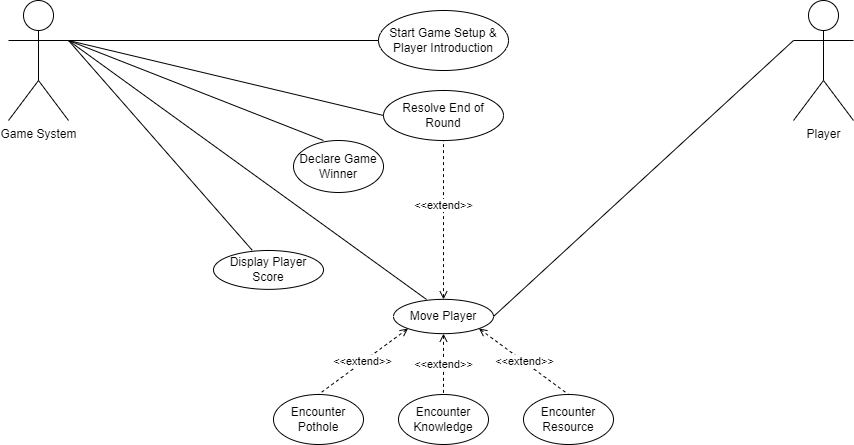 Start Game Setup &
Player Introduction
Resolve End of
Round
Game System
Player
Declare Game
Winner
<<extend>>
Display Player
Score
Move Player
<<extend>>
<<extend>>
<<extend>>
Encounter
Pothole
Encounter
Knowledge
Encounter
Resource